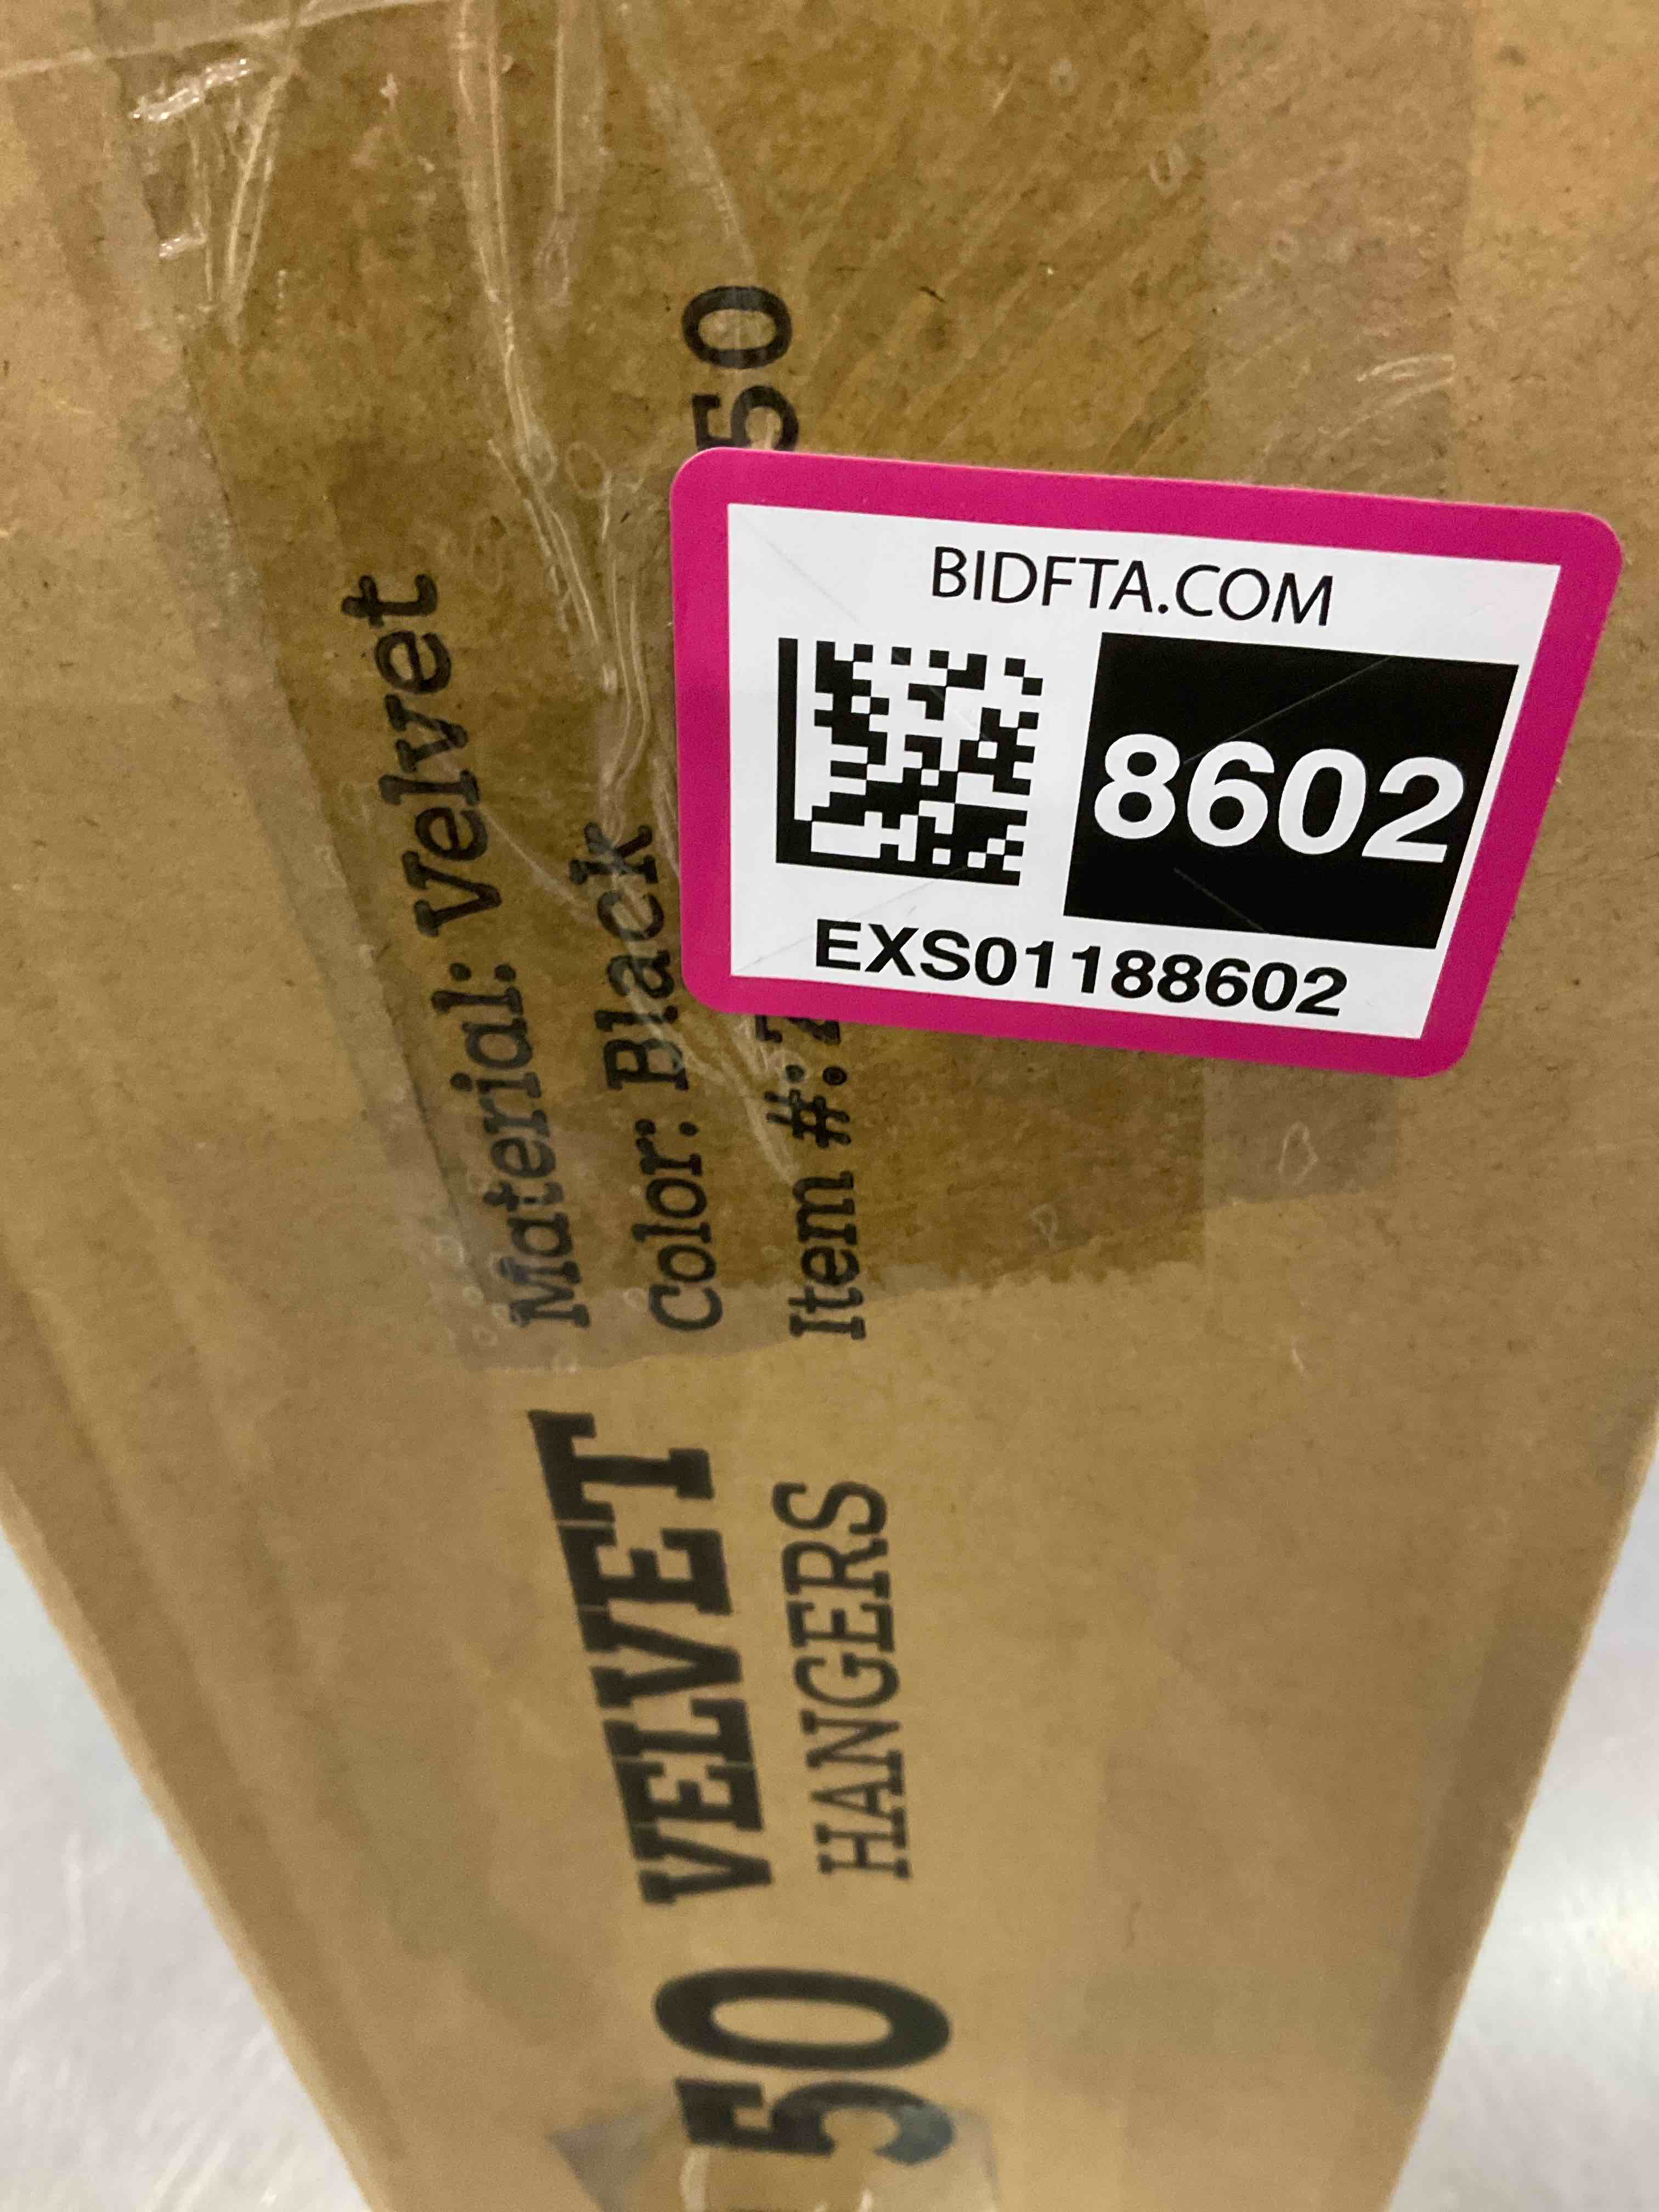 BIDFTA.COM
8602
EXS01188602
Material: Velvet
Color: Black
Item #:
50
50 VELVET
HANGERS